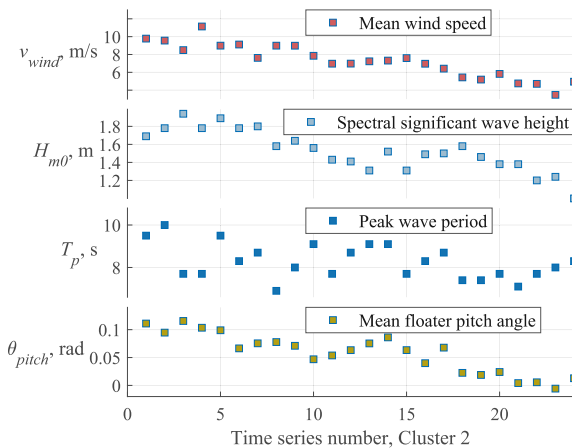 Mean wind speed
10
8
6
v_wind, m/s
Spectral significant wave height
1.8
1.6
1.4
1.2
H_m0, m
Peak wave period
10
8
T_p, s
Mean floater pitch angle
0.1
0.05
0
θ_pitch, rad
0 5 10 15 20
Time series number, Cluster 2